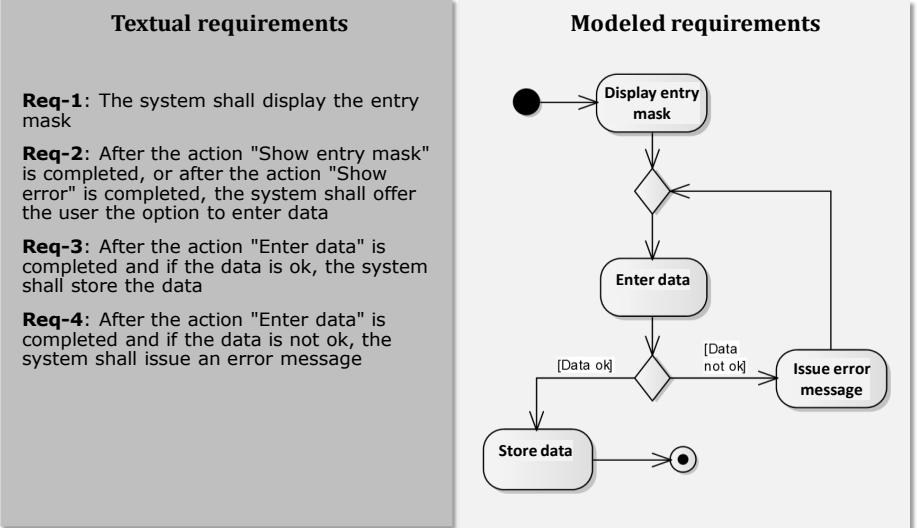 Textual requirements
Req-1: The system shall display the entry
mask
Req-2: After the action "Show entry mask"
is completed, or after the action "Show
error" is completed, the system shall offer
the user the option to enter data
Req-3: After the action "Enter data" is
completed and if the data is ok, the system
shall store the data
Req-4: After the action "Enter data" is
completed and if the data is not ok, the
system shall issue an error message
Modeled requirements
Display entry
mask
Enter data
[Data ok]
[Data
not ok]
Issue error
message
Store data